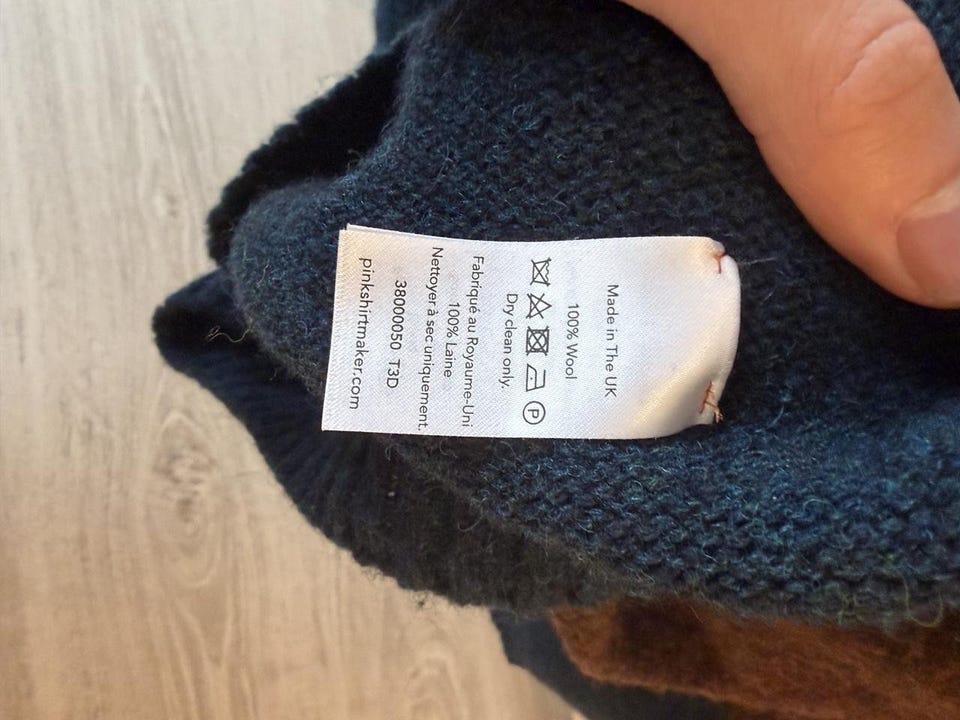 Made in The UK
100% Wool
P
Dry clean only.
Fabriqué au Royaume-Uni
100% Laine
Nettoyer à sec uniquement.
38000050 T3D
pinkshirtmaker.com